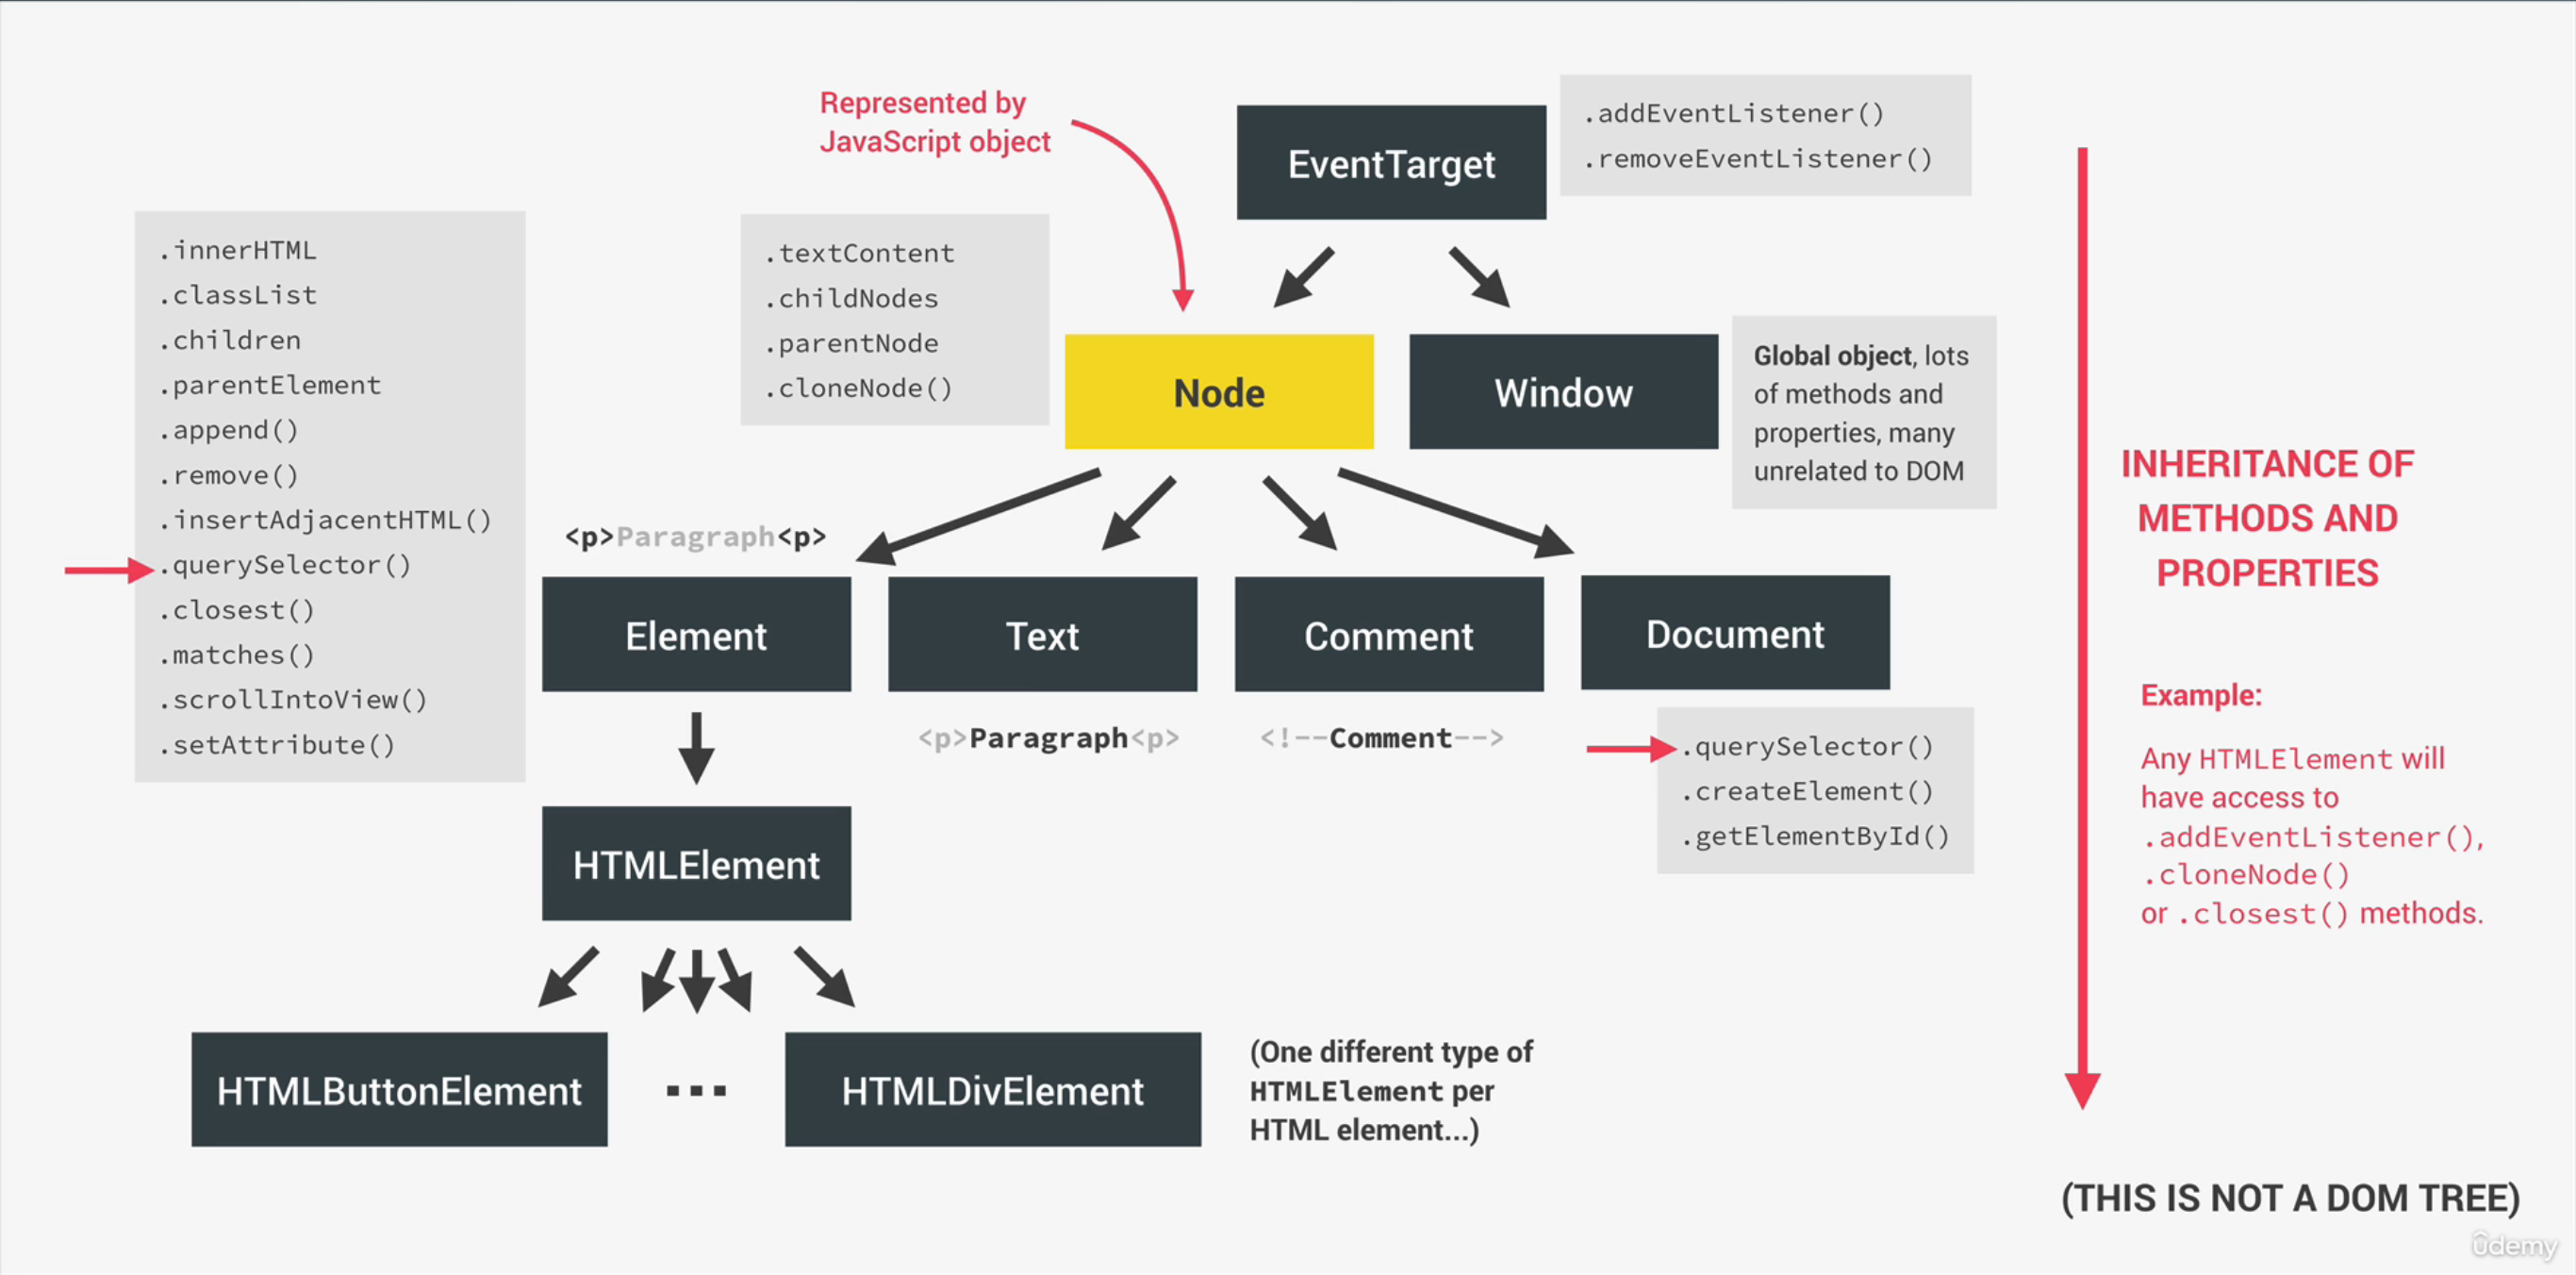 Represented by
JavaScript object
EventTarget
.addEventListener()
.removeEventListener()
.innerHTML
.classList
.children
.parentElement
.append()
.remove()
.insertAdjacentHTML()
.querySelector()
.closest()
.matches()
.scrollIntoView()
.setAttribute()
.textContent
.childNodes
.parentNode
.cloneNode()
Node
Window
Global object, lots
of methods and
properties, many
unrelated to DOM
INHERITANCE OF
METHODS AND
PROPERTIES
<p>Paragraph<p>
Element
Text
Comment
Document
<p>Paragraph<p>
<!--Comment-->
.querySelector()
.createElement()
.getElementById()
Example:
Any HTMLElement will
have access to
.addEventListener(),
.cloneNode()
or .closest() methods.
HTMLElement
HTMLButtonElement
...
HTMLDivElement
(One different type of
HTMLElement per
HTML element...)
(THIS IS NOT A DOM TREE)
ûdemy